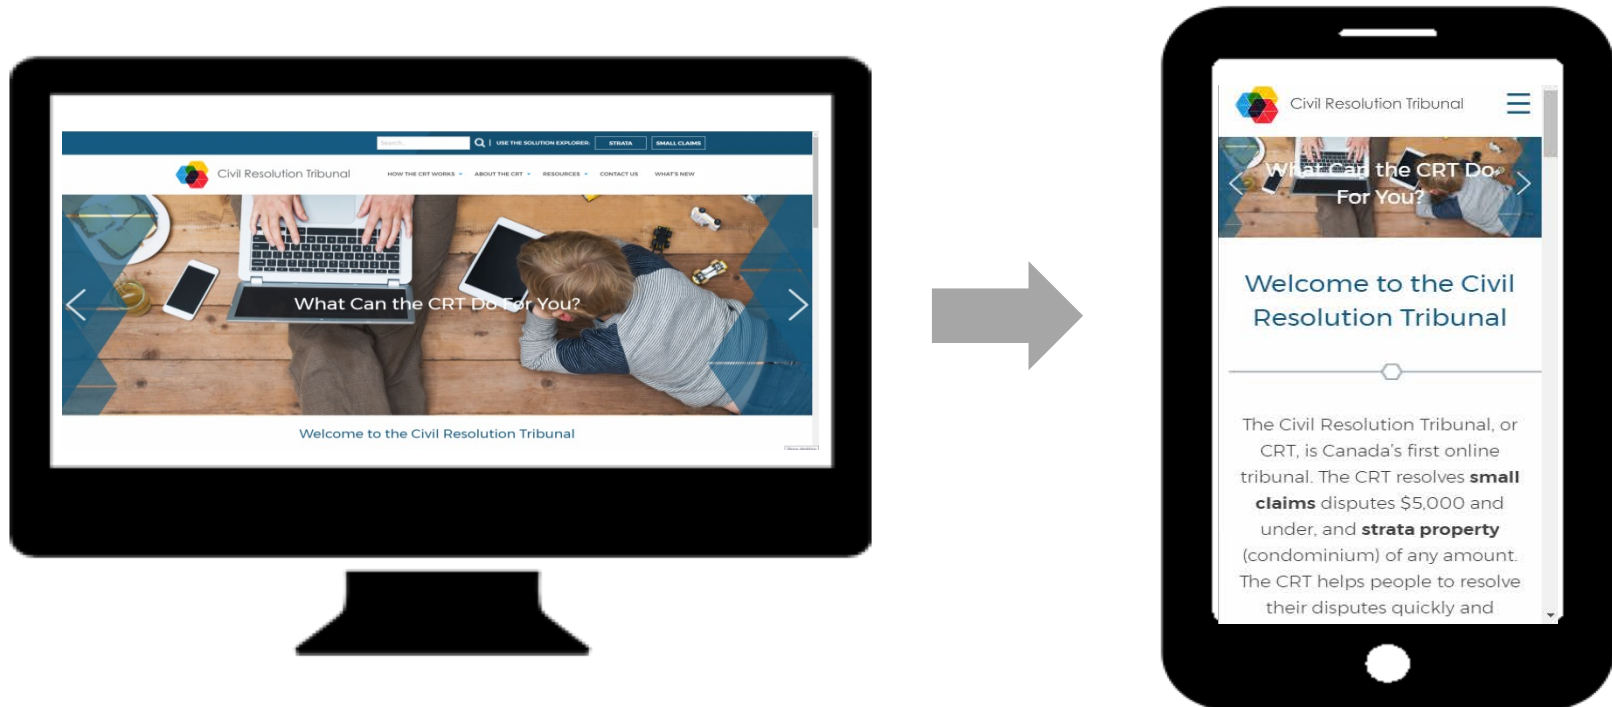 Search...
USE THE SOLUTION EXPLORER:
STRATA
SMALL CLAIMS
Civil Resolution Tribunal
HOW THE CRT WORKS
ABOUT THE CRT
RESOURCES
CONTACT US
WHAT'S NEW
What Can the CRT Do For You?
Welcome to the Civil Resolution Tribunal
Civil Resolution Tribunal
What Can the CRT Do
For You?
Welcome to the Civil
Resolution Tribunal
The Civil Resolution Tribunal, or
CRT, is Canada's first online
tribunal. The CRT resolves small
claims disputes $5,000 and
under, and strata property
(condominium) of any amount.
The CRT helps people to resolve
their disputes quickly and